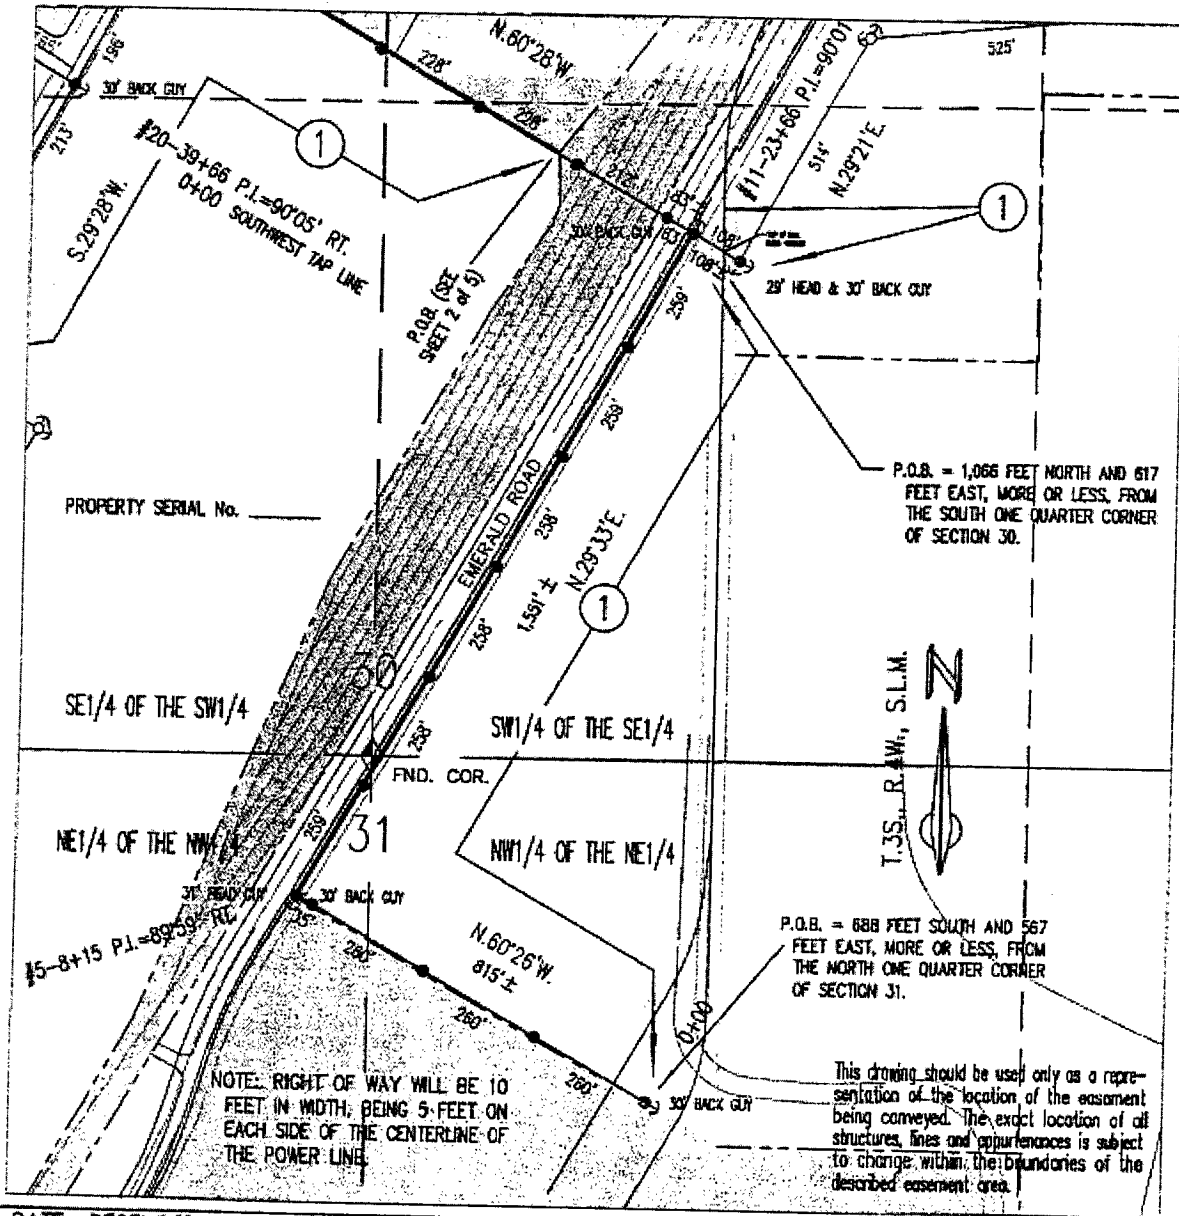 N.60°28'W.
228'
196'
30' BACK GUY
213'
#20-39+66 P.I.=90°05' RT.
0+00 SOUTHWEST TAP LINE
S.29°28'W.
1
P.O.B. (SEE
SHEET 2 of 5)
#11-23+66 P.I.=90°01
525'
514'
N.29°21'E.
1
83'
108'
108'
29' HEAD & 30' BACK GUY
259'
259'
EMERALD ROAD
258'
N.29°33'E.
1,551' ±
1
258'
258'
259'
P.O.B. = 1,066 FEET NORTH AND 617
FEET EAST, MORE OR LESS, FROM
THE SOUTH ONE QUARTER CORNER
OF SECTION 30.
PROPERTY SERIAL No.
30
SE1/4 OF THE SW1/4
SW1/4 OF THE SE1/4
T.3S., R.4W., S.L.M.
N
FND. COR.
31
NE1/4 OF THE NW1/4
NW1/4 OF THE NE1/4
31' HEAD GUY
30' BACK GUY
#5-8+15 P.I.=89°59' RT.
N.60°26'W.
815'±
260'
260'
260'
0+00
30' BACK GUY
P.O.B. = 688 FEET SOUTH AND 567
FEET EAST, MORE OR LESS, FROM
THE NORTH ONE QUARTER CORNER
OF SECTION 31.
NOTE: RIGHT OF WAY WILL BE 10
FEET IN WIDTH, BEING 5 FEET ON
EACH SIDE OF THE CENTERLINE OF
THE POWER LINE.
This drawing should be used only as a repre-
sentation of the location of the easement
being conveyed. The exact location of all
structures, lines and appurtenances is subject
to change within the boundaries of the
described easement area.